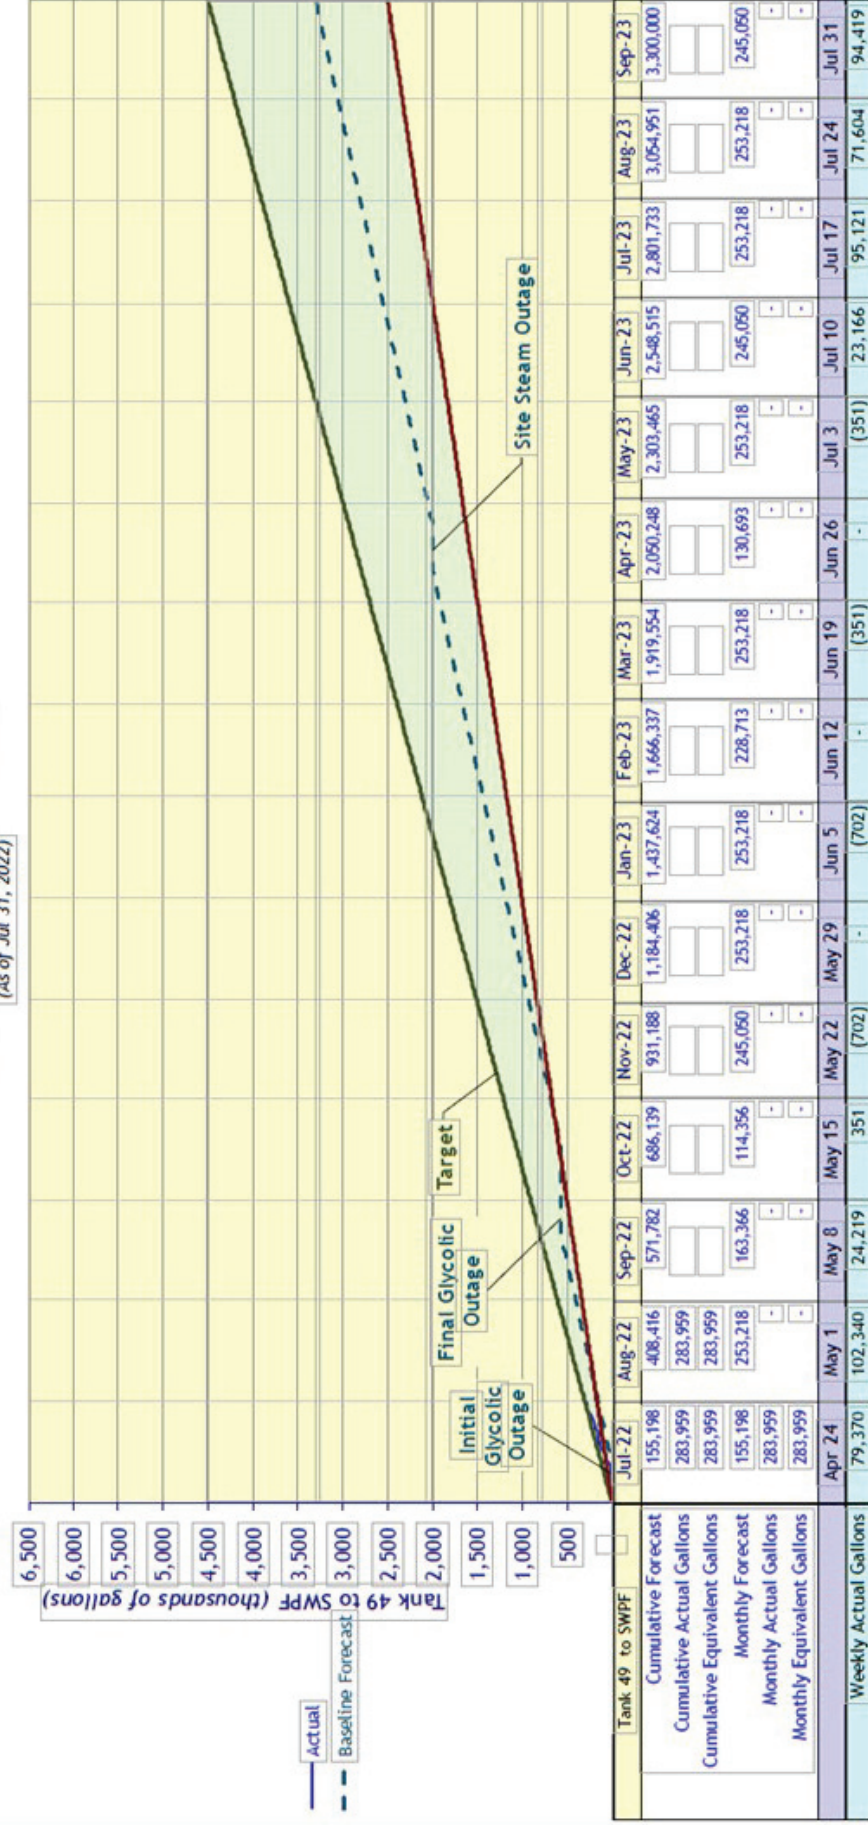 (As of Jul 31, 2022)
Tank 49 to SWPF (thousands of gallons)
6,500
6,000
5,500
5,000
4,500
4,000
3,500
3,000
2,500
2,000
1,500
1,000
500
Actual
Baseline Forecast
Initial
Glycolic
Outage
Final Glycolic
Outage
Target
Site Steam Outage
Tank 49 to SWPF Jul-22 Aug-22 Sep-22 Oct-22 Nov-22 Dec-22 Jan-23 Feb-23 Mar-23 Apr-23 May-23 Jun-23 Jul-23 Aug-23 Sep-23
Cumulative Forecast 155,198 408,416 571,782 686,139 931,188 1,184,406 1,437,624 1,666,337 1,919,554 2,050,248 2,303,465 2,548,515 2,801,733 3,054,951 3,300,000
Cumulative Actual Gallons 283,959 283,959
Cumulative Equivalent Gallons 283,959 283,959
Monthly Forecast 155,198 253,218 163,366 114,356 245,050 253,218 253,218 228,713 253,218 130,693 253,218 245,050 253,218 253,218 245,050
Monthly Actual Gallons 283,959 - - - - - - - - - - - - - -
Monthly Equivalent Gallons 283,959 - - - - - - - - - - - - - -
Apr 24 May 1 May 8 May 15 May 22 May 29 Jun 5 Jun 12 Jun 19 Jun 26 Jul 3 Jul 10 Jul 17 Jul 24 Jul 31
Weekly Actual Gallons 79,370 102,340 24,219 351 (702) - (702) - (351) - (351) 23,166 95,121 71,604 94,419